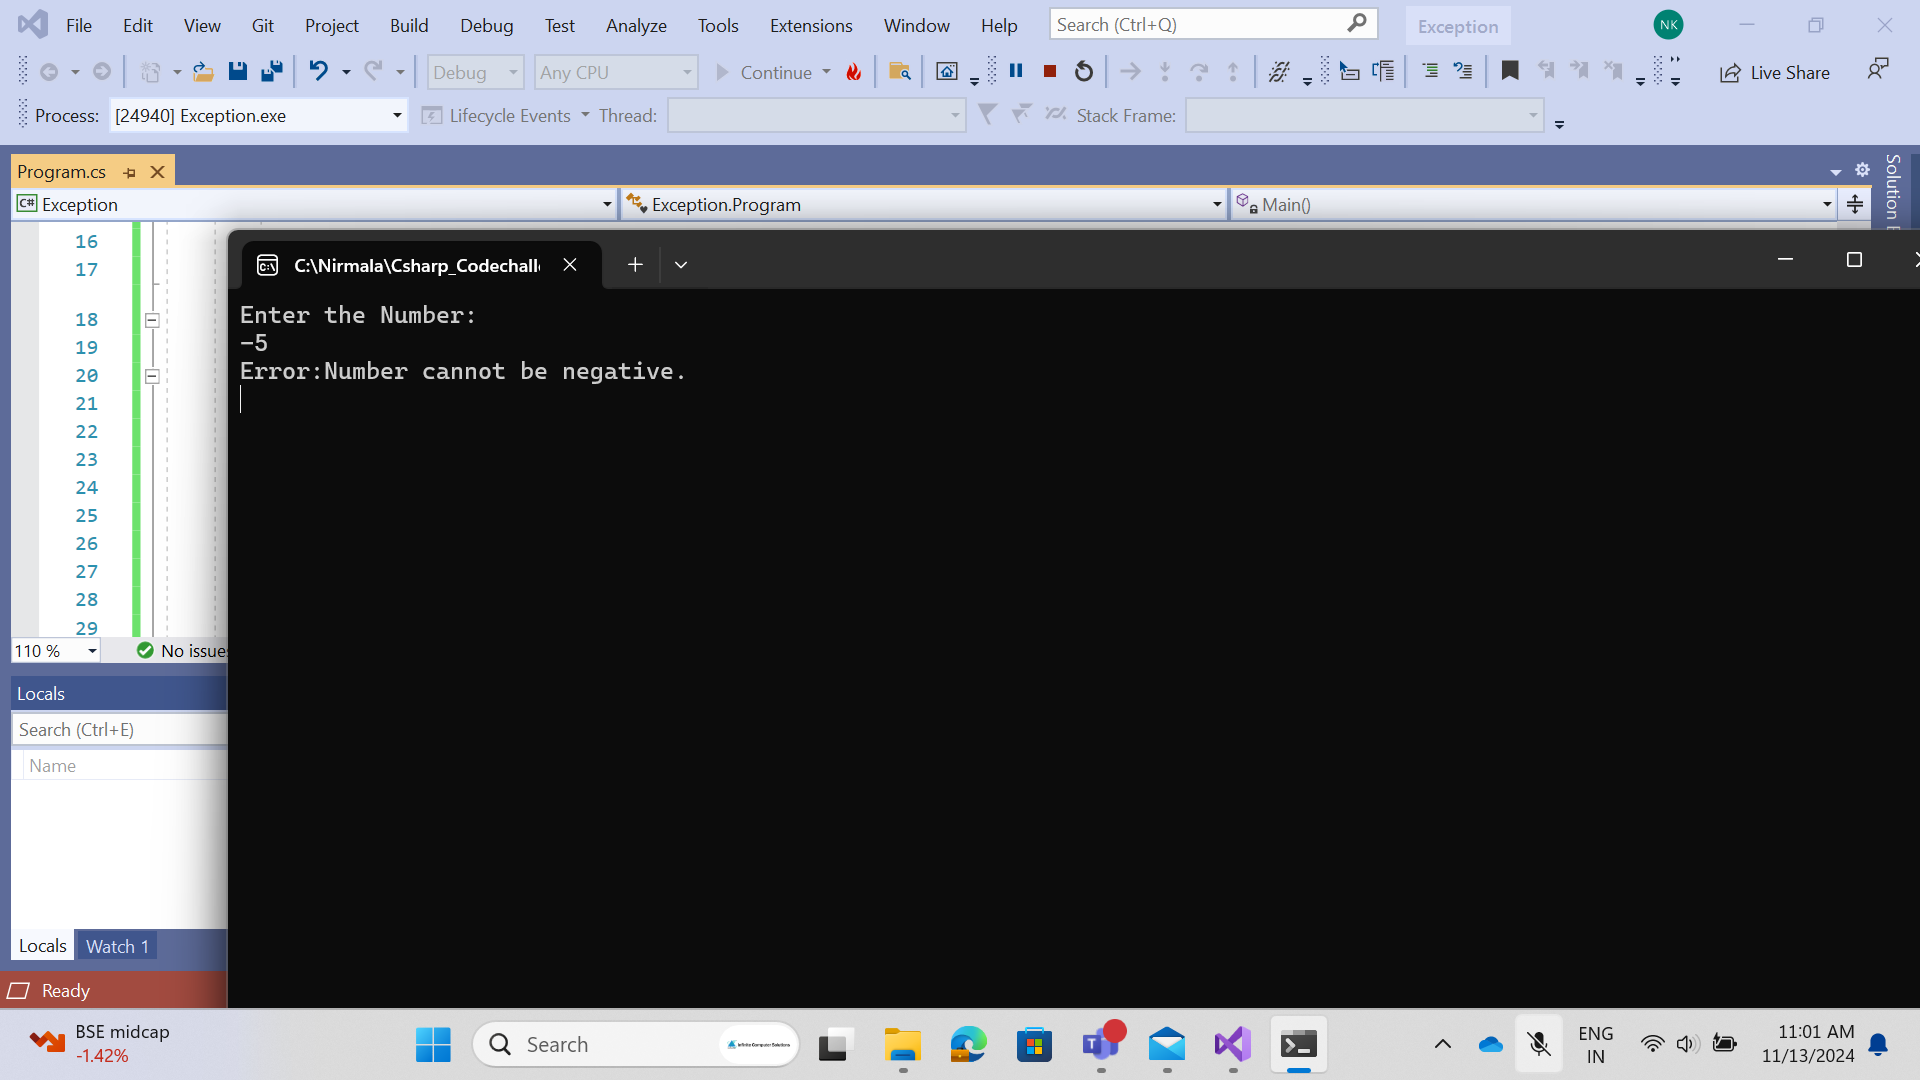 File Edit View Git Project Build Debug Test Analyze Tools Extensions Window Help Search (Ctrl+Q) Exception NK
Debug Any CPU Continue Live Share
Process: [24940] Exception.exe Lifecycle Events Thread: Stack Frame:
Program.cs
Solution
C# Exception Exception.Program Main()
C:\Nirmala\Csharp_Codechall
16
17
18
19
20
21
22
23
24
25
26
27
28
29
Enter the Number:
-5
Error:Number cannot be negative.
110 % No issues
Locals
Search (Ctrl+E)
Name
Locals Watch 1
Ready
BSE midcap
-1.42%
Search
Infinite Computer Solutions
ENG
IN
11:01 AM
11/13/2024